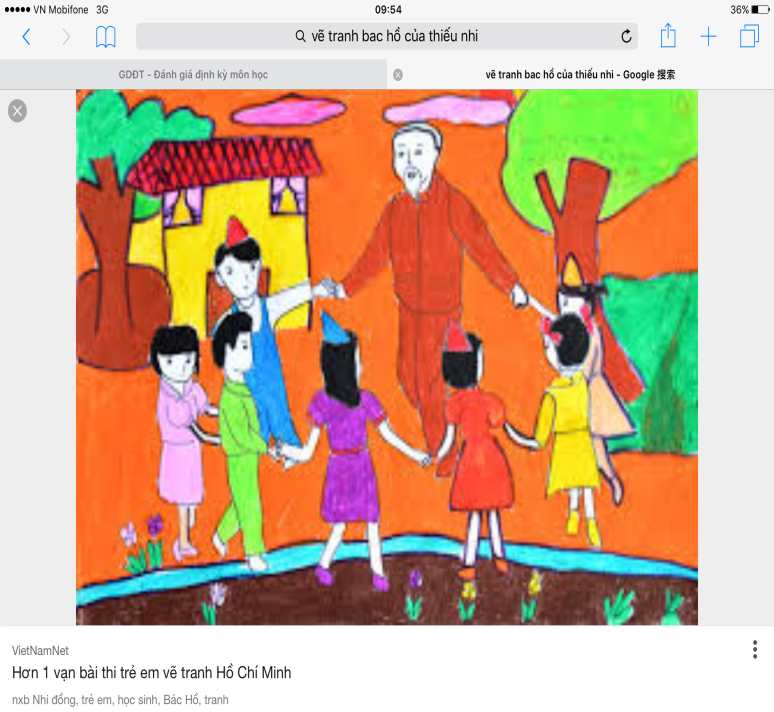 VN Mobifone 3G 09:54 36%
vẽ tranh bac hồ của thiếu nhi
GDĐT - Đánh giá định kỳ môn học
vẽ tranh bac hồ của thiếu nhi - Google 搜索
VietNamNet
Hơn 1 vạn bài thi trẻ em vẽ tranh Hồ Chí Minh
nxb Nhi đồng, trẻ em, học sinh, Bác Hồ, tranh